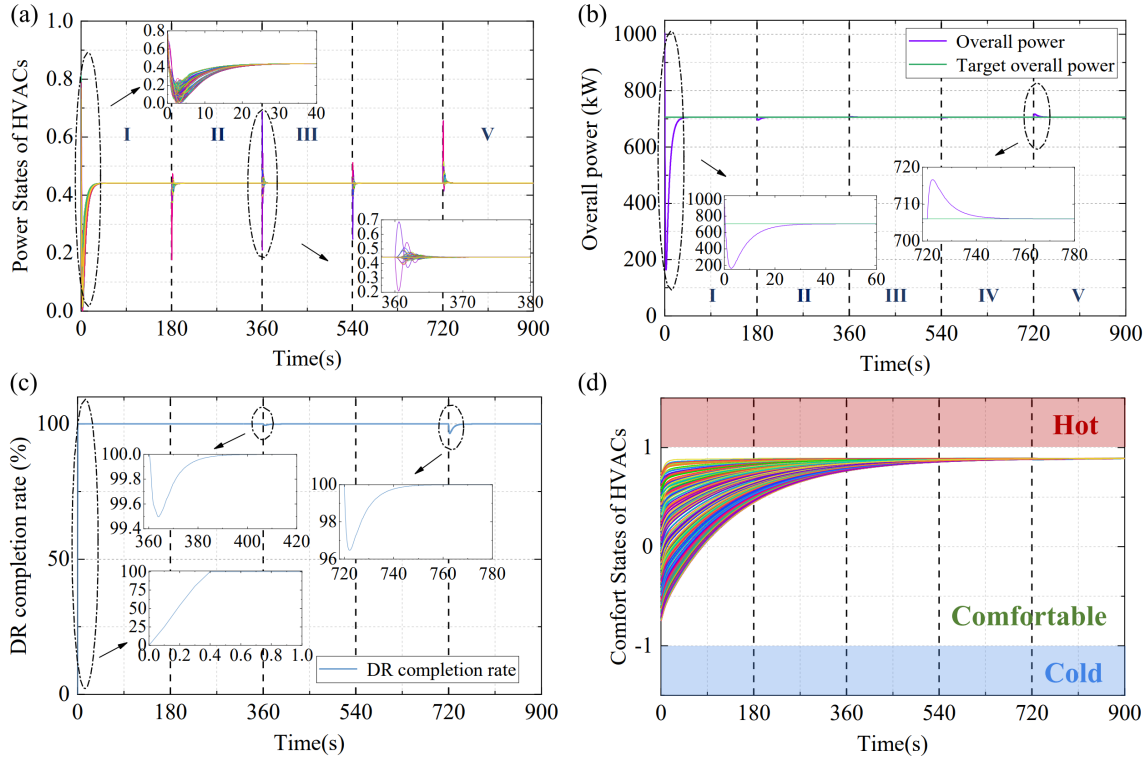 (a)
Power States of HVACs
1.0
0.8
0.6
0.4
0.2
0.0
0 180 360 540 720 900
Time(s)
I II III V
0.8
0.6
0.4
0.2
0.0
0 10 20 30 40
0.7
0.6
0.5
0.4
0.3
0.2
360 370 380
(b)
Overall power (kW)
1000
900
800
700
600
500
400
300
200
100
0
0 180 360 540 720 900
Time(s)
Overall power
Target overall power
I II III IV V
1000
800
600
400
200
0 20 40 60
720
710
700
720 740 760 780
(c)
DR completion rate (%)
100
50
0
0 180 360 540 720 900
Time(s)
DR completion rate
100.0
99.8
99.6
99.4
360 380 400 420
100
98
96
720 740 760 780
100
75
50
25
0
0.0 0.2 0.4 0.6 0.8 1.0
(d)
Comfort States of HVACs
1
0
-1
0 180 360 540 720 900
Time(s)
Hot
Comfortable
Cold